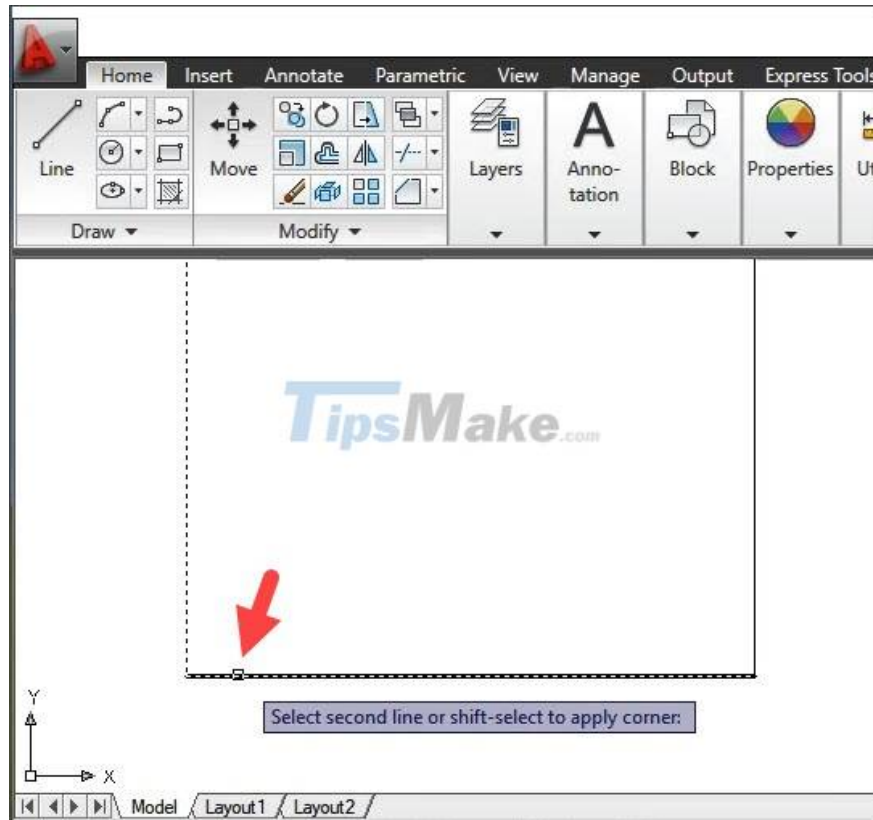 Home Insert Annotate Parametric View Manage Output Express Tools
Line Move Layers Anno-tation Block Properties Ut
Draw Modify
TipsMake.com
Select second line or shift-select to apply corner:
Y
X
Model Layout1 Layout2